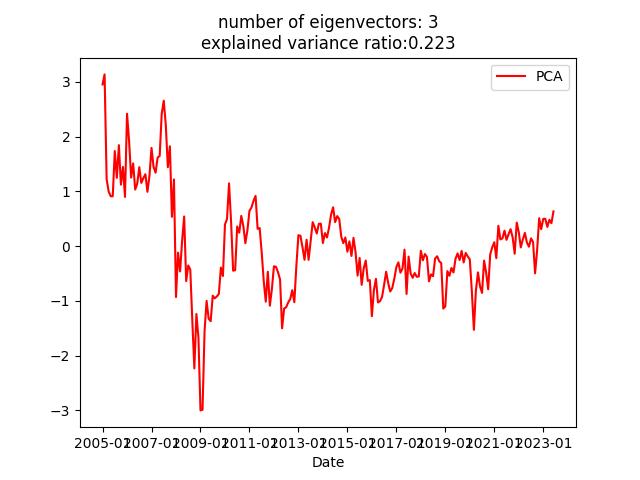 number of eigenvectors: 3
explained variance ratio:0.223
PCA
3
2
1
0
−1
−2
−3
2005-01 2007-01 2009-01 2011-01 2013-01 2015-01 2017-01 2019-01 2021-01 2023-01
Date